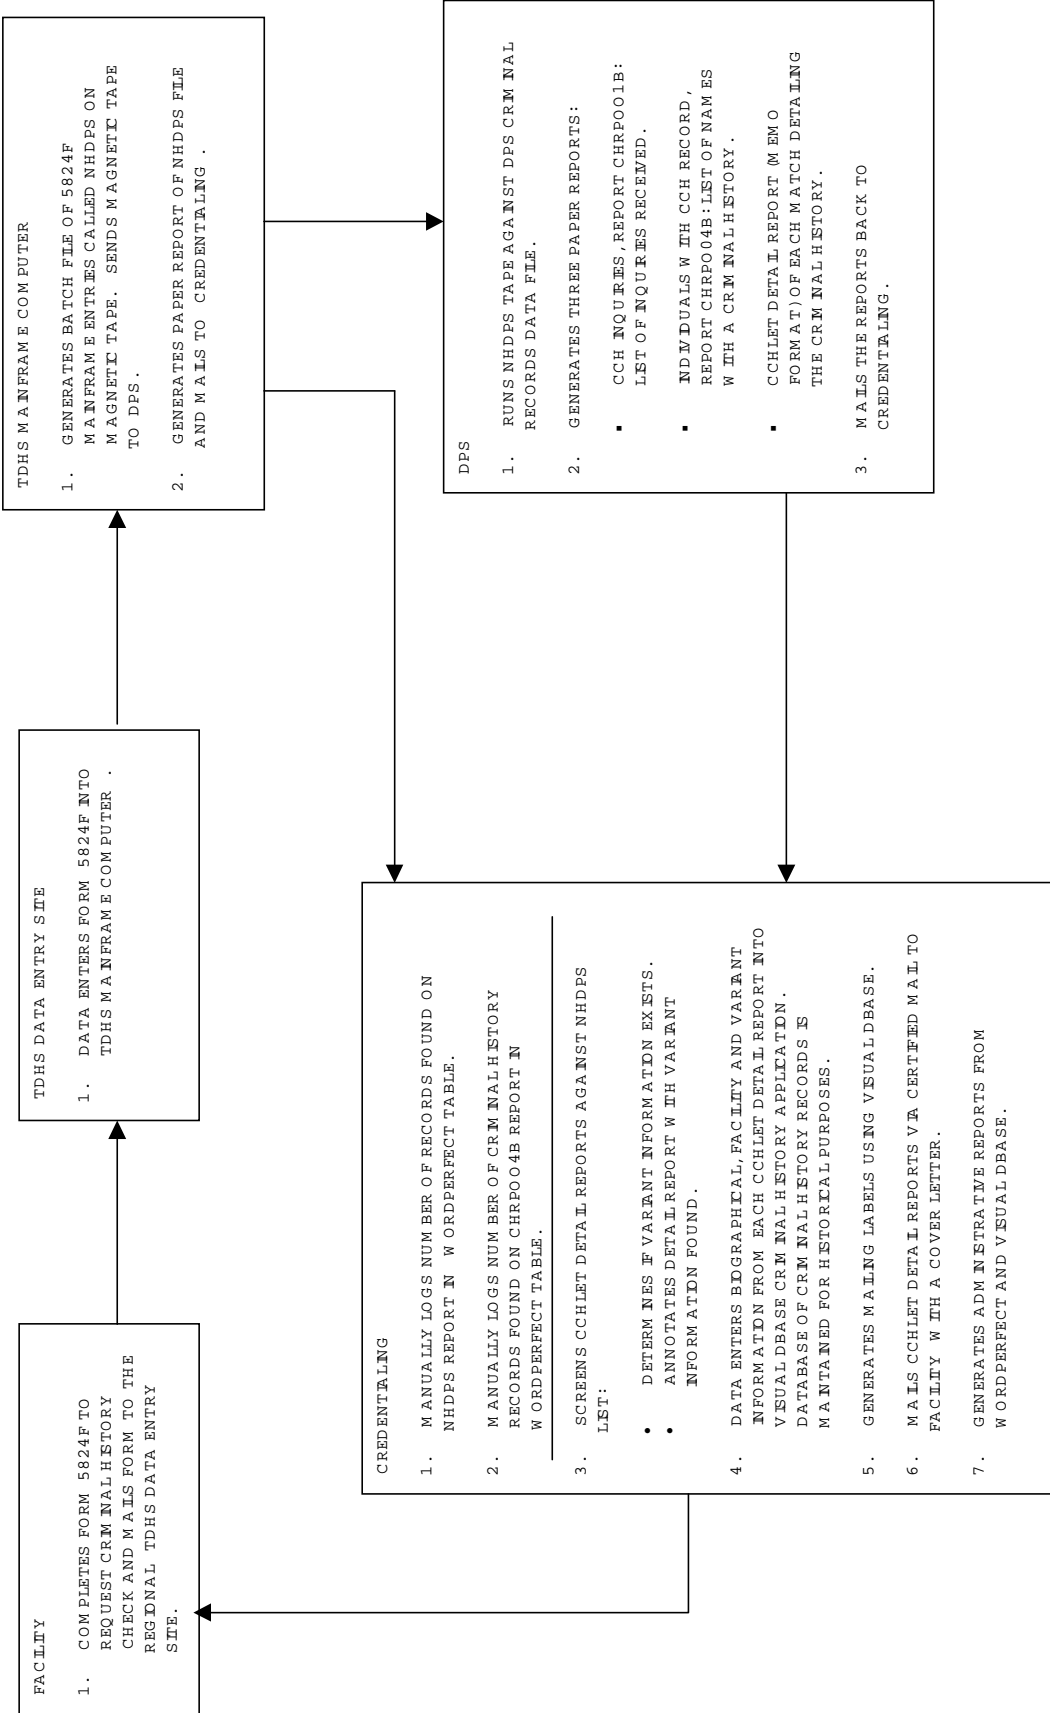 FACILITY
1. COMPLETES FORM 5824F TO
REQUEST CRIMINAL HISTORY
CHECK AND MAILS FORM TO THE
REGIONAL TDHS DATA ENTRY
SITE.
TDHS DATA ENTRY SITE
1. DATA ENTERS FORM 5824F INTO
TDHS MAINFRAME COMPUTER .
TDHS MAINFRAME COMPUTER
1. GENERATES BATCH FILE OF 5824F
MAINFRAME ENTRIES CALLED NHDPS ON
MAGNETIC TAPE. SENDS MAGNETIC TAPE
TO DPS.
2. GENERATES PAPER REPORT OF NHDPS FILE
AND MAILS TO CREDENTIALING .
CREDENTIALING
1. MANUALLY LOGS NUMBER OF RECORDS FOUND ON
NHDPS REPORT IN WORDPERFECT TABLE.
2. MANUALLY LOGS NUMBER OF CRIMINAL HISTORY
RECORDS FOUND ON CHRPOO4B REPORT IN
WORDPERFECT TABLE.
3. SCREENS CCHLET DETAIL REPORTS AGAINST NHDPS
LIST:
• DETERMINES IF VARIANT INFORMATION EXISTS.
• ANNOTATES DETAIL REPORT WITH VARIANT
INFORMATION FOUND.
4. DATA ENTERS BIOGRAPHICAL, FACILITY AND VARIANT
INFORMATION FROM EACH CCHLET DETAIL REPORT INTO
VISUAL DBASE CRIMINAL HISTORY APPLICATION.
DATABASE OF CRIMINAL HISTORY RECORDS IS
MAINTAINED FOR HISTORICAL PURPOSES.
5. GENERATES MAILING LABELS USING VISUAL DBASE.
6. MAILS CCHLET DETAIL REPORTS VIA CERTIFIED MAIL TO
FACILITY WITH A COVER LETTER.
7. GENERATES ADMINISTRATIVE REPORTS FROM
WORDPERFECT AND VISUAL DBASE.
DPS
1. RUNS NHDPS TAPE AGAINST DPS CRIMINAL
RECORDS DATA FILE.
2. GENERATES THREE PAPER REPORTS:
▪ CCH INQUIRIES, REPORT CHRPOO1B:
LIST OF INQUIRIES RECEIVED.
▪ INDIVIDUALS WITH CCH RECORD,
REPORT CHRPOO4B: LIST OF NAMES
WITH A CRIMINAL HISTORY.
▪ CCHLET DETAIL REPORT (MEMO
FORMAT) OF EACH MATCH DETAILING
THE CRIMINAL HISTORY.
3. MAILS THE REPORTS BACK TO
CREDENTIALING.